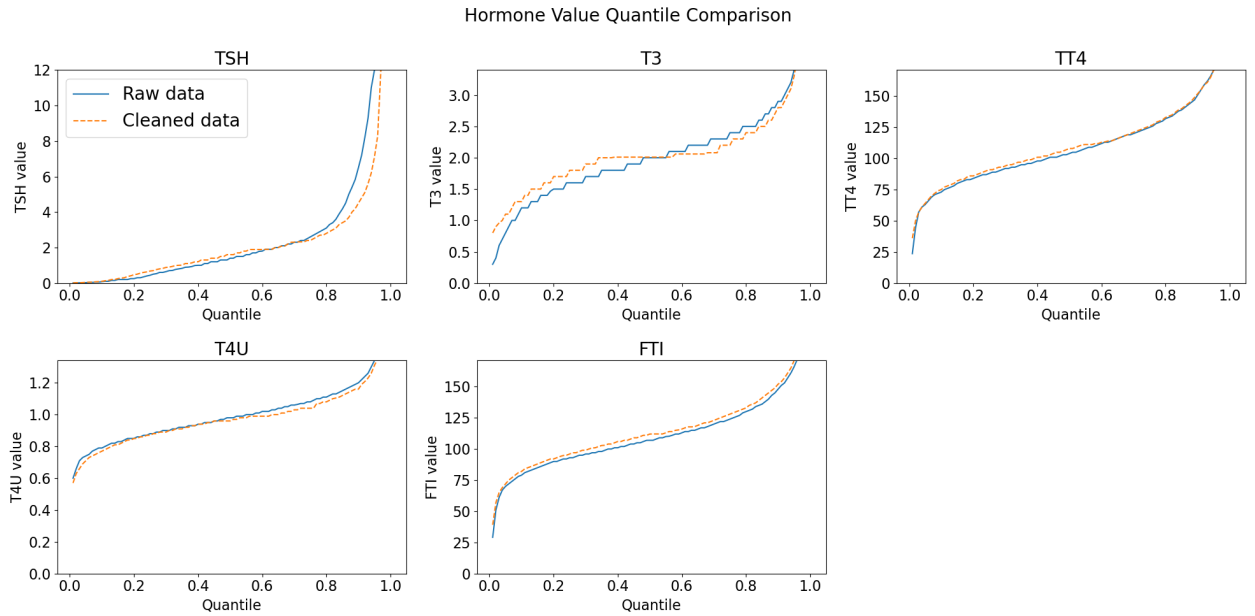 Hormone Value Quantile Comparison
TSH
12
10
8
6
4
2
0
0.0 0.2 0.4 0.6 0.8 1.0
Quantile
TSH value
Raw data
Cleaned data
T3
3.0
2.5
2.0
1.5
1.0
0.5
0.0
0.0 0.2 0.4 0.6 0.8 1.0
Quantile
T3 value
TT4
150
125
100
75
50
25
0
0.0 0.2 0.4 0.6 0.8 1.0
Quantile
TT4 value
T4U
1.2
1.0
0.8
0.6
0.4
0.2
0.0
0.0 0.2 0.4 0.6 0.8 1.0
Quantile
T4U value
FTI
150
125
100
75
50
25
0
0.0 0.2 0.4 0.6 0.8 1.0
Quantile
FTI value